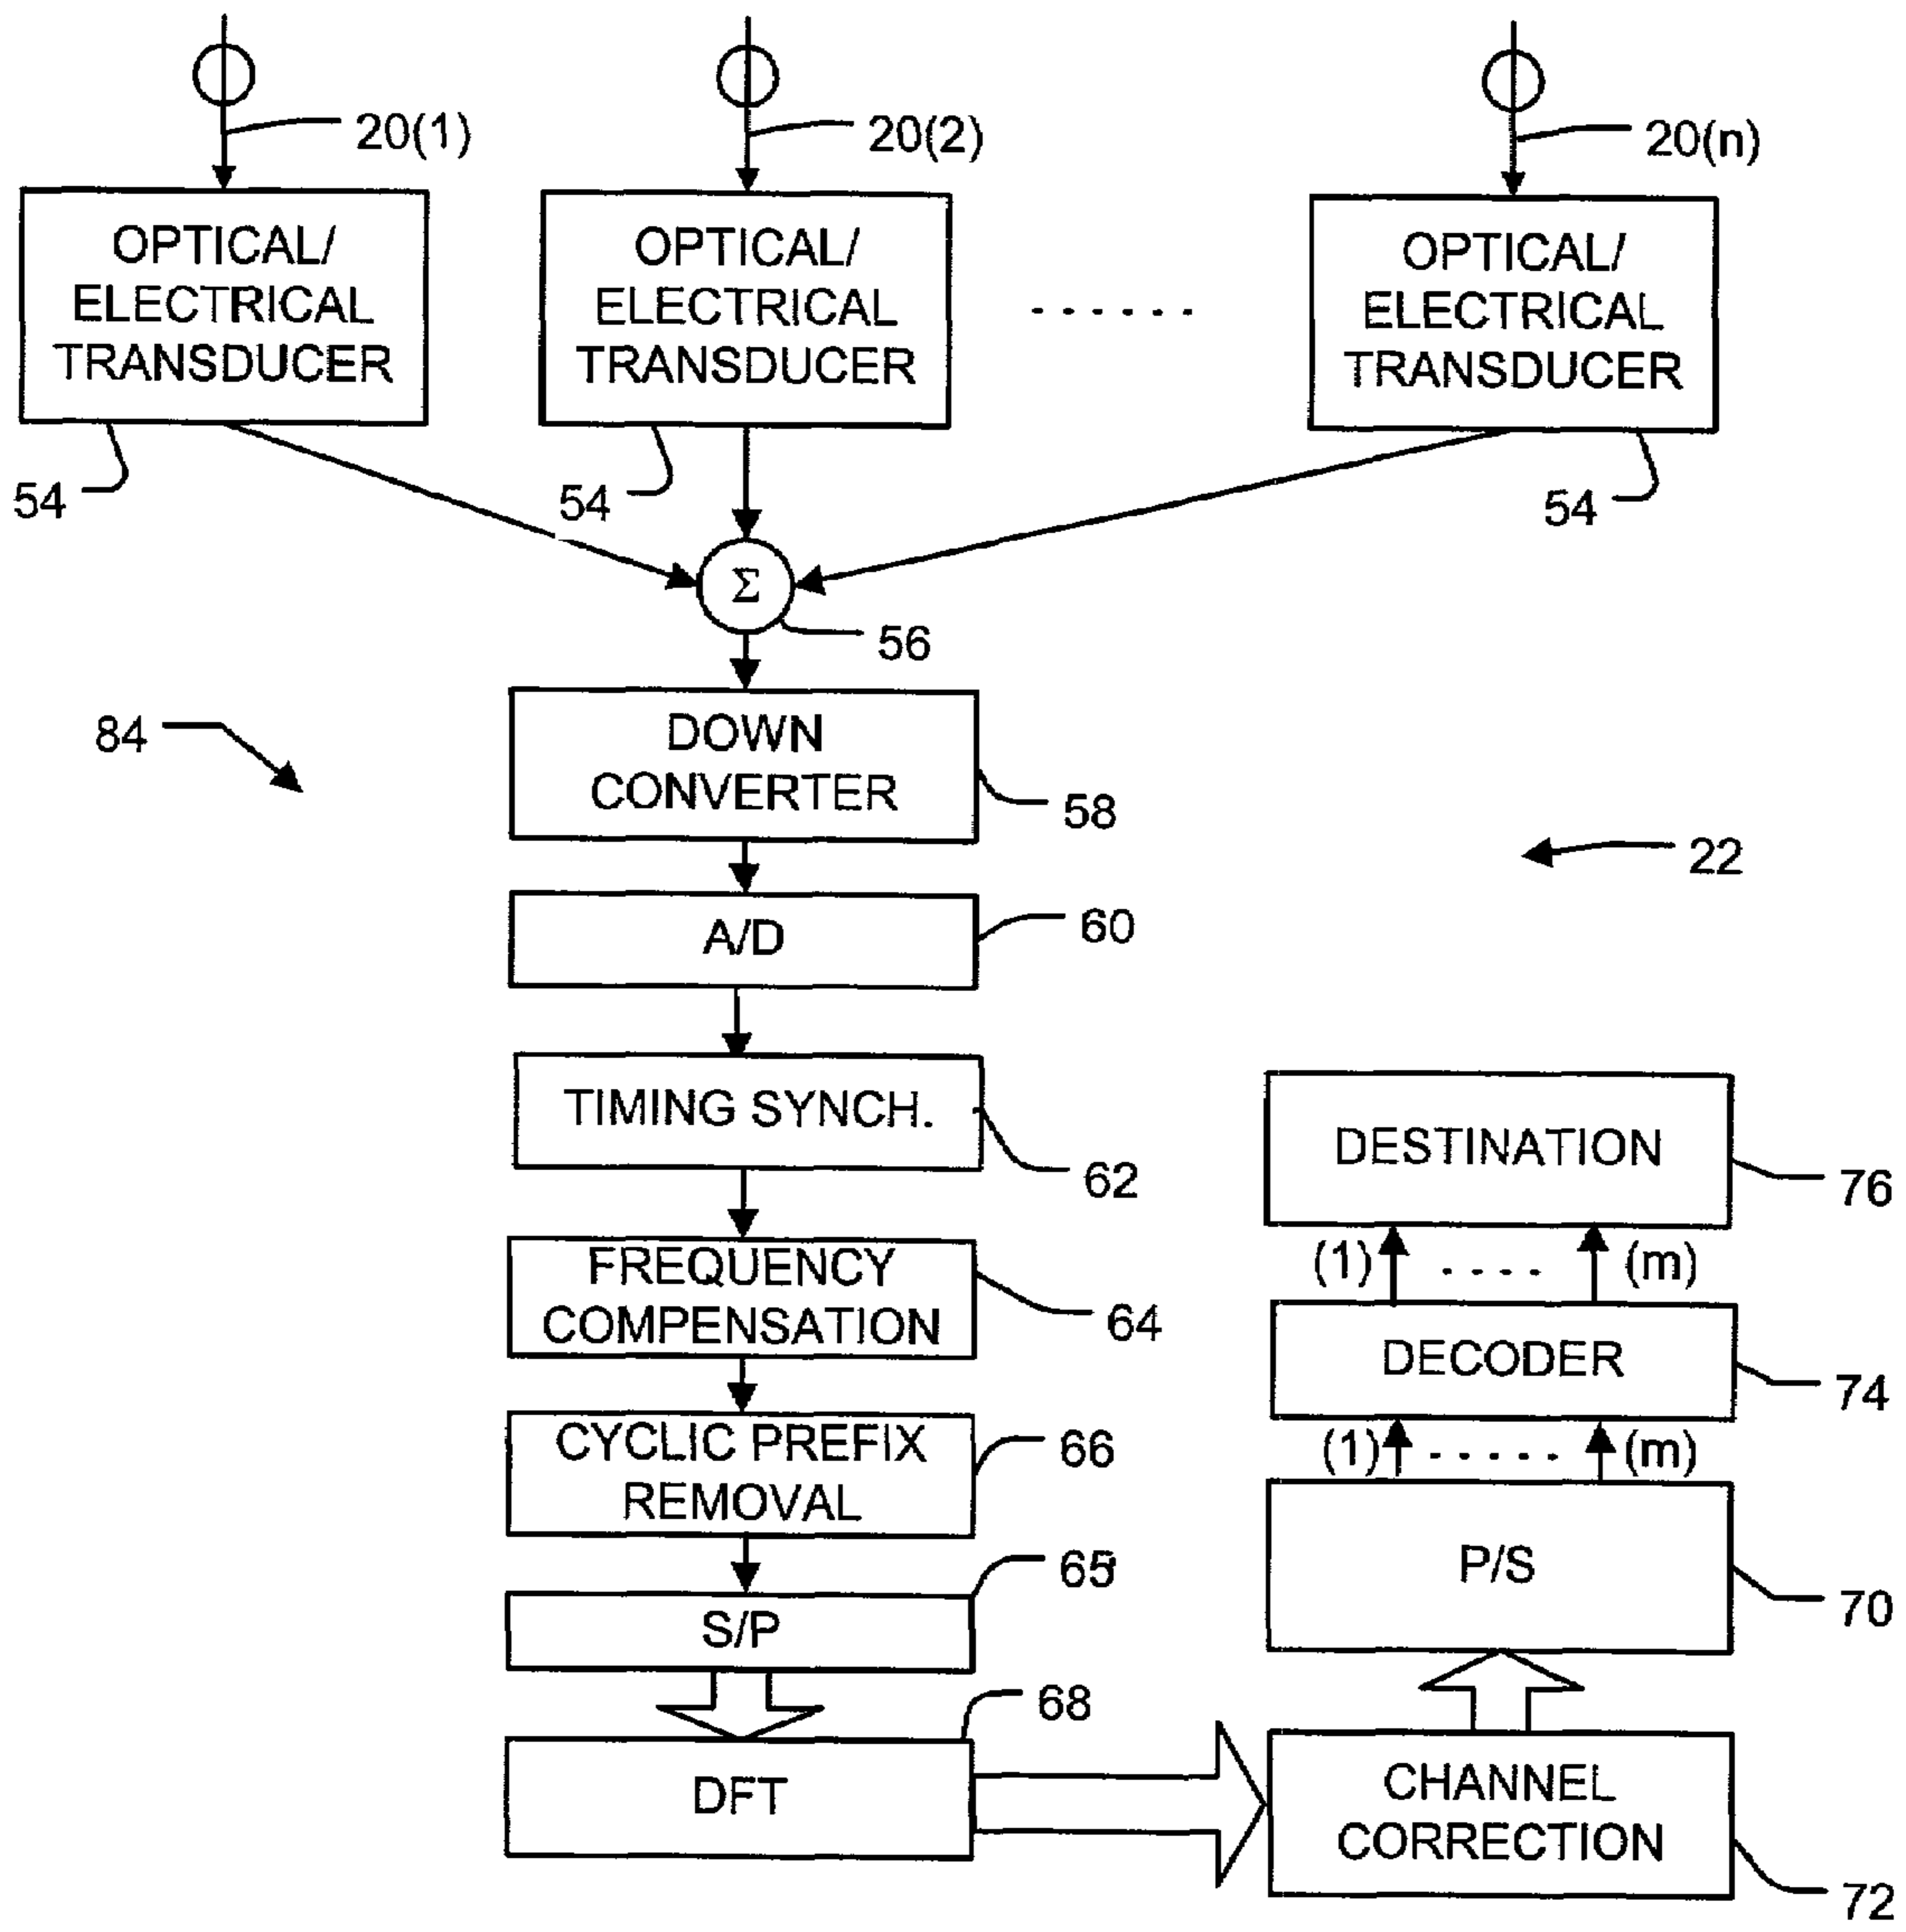 20(1)
20(2)
20(n)
OPTICAL/
ELECTRICAL
TRANSDUCER
OPTICAL/
ELECTRICAL
TRANSDUCER
......
OPTICAL/
ELECTRICAL
TRANSDUCER
54
54
54
Σ
56
84
DOWN
CONVERTER
58
22
A/D
60
TIMING SYNCH.
62
FREQUENCY
COMPENSATION
64
CYCLIC PREFIX
REMOVAL
66
S/P
65
DFT
68
DESTINATION
76
(1) .... (m)
DECODER
74
(1) ..... (m)
P/S
70
CHANNEL
CORRECTION
72